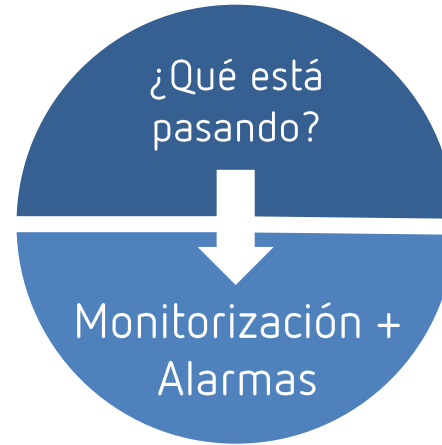 ¿Qué está
pasando?
Monitorización +
Alarmas